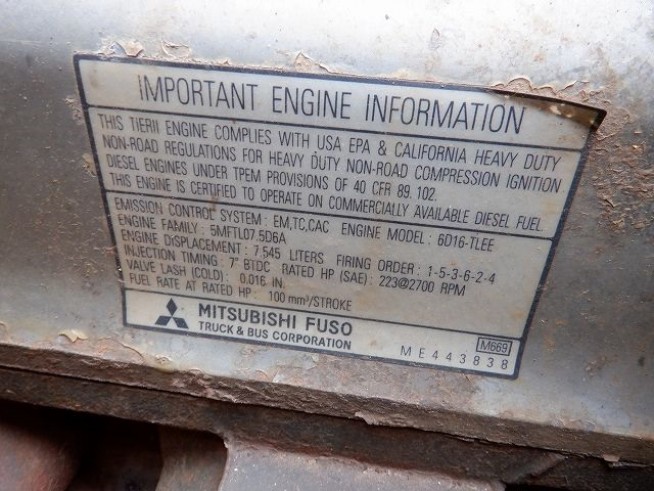 IMPORTANT ENGINE INFORMATION
THIS TIERII ENGINE COMPLIES WITH USA EPA & CALIFORNIA HEAVY DUTY
NON-ROAD REGULATIONS FOR HEAVY DUTY NON-ROAD COMPRESSION IGNITION
DIESEL ENGINES UNDER TPEM PROVISIONS OF 40 CFR 89. 102.
THIS ENGINE IS CERTIFIED TO OPERATE ON COMMERCIALLY AVAILABLE DIESEL FUEL.
EMISSION CONTROL SYSTEM : EM,TC,CAC ENGINE MODEL : 6D16-TLEE
ENGINE FAMILY : 5MFTL07.5D6A
ENGINE DISPLACEMENT : 7,545 LITERS FIRING ORDER : 1-5-3-6-2-4
INJECTION TIMING : 7° BTDC RATED HP (SAE) : 223@2700 RPM
VALVE LASH (COLD) : 0.016 IN.
FUEL RATE AT RATED HP : 100 mm³/STROKE
MITSUBISHI FUSO
TRUCK & BUS CORPORATION
M669
ME443838